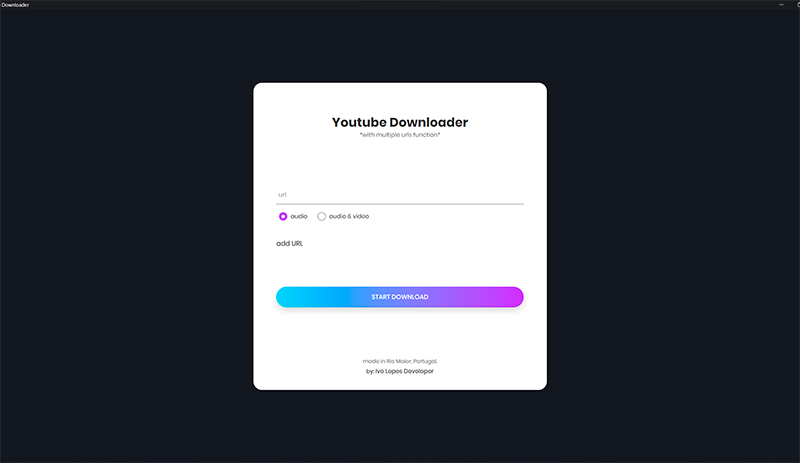 Downloader
Youtube Downloader
*with multiple urls function*
url
audio audio & video
add URL
START DOWNLOAD
made in Rio Maior, Portugal.
by: Ivo Lopes Developer